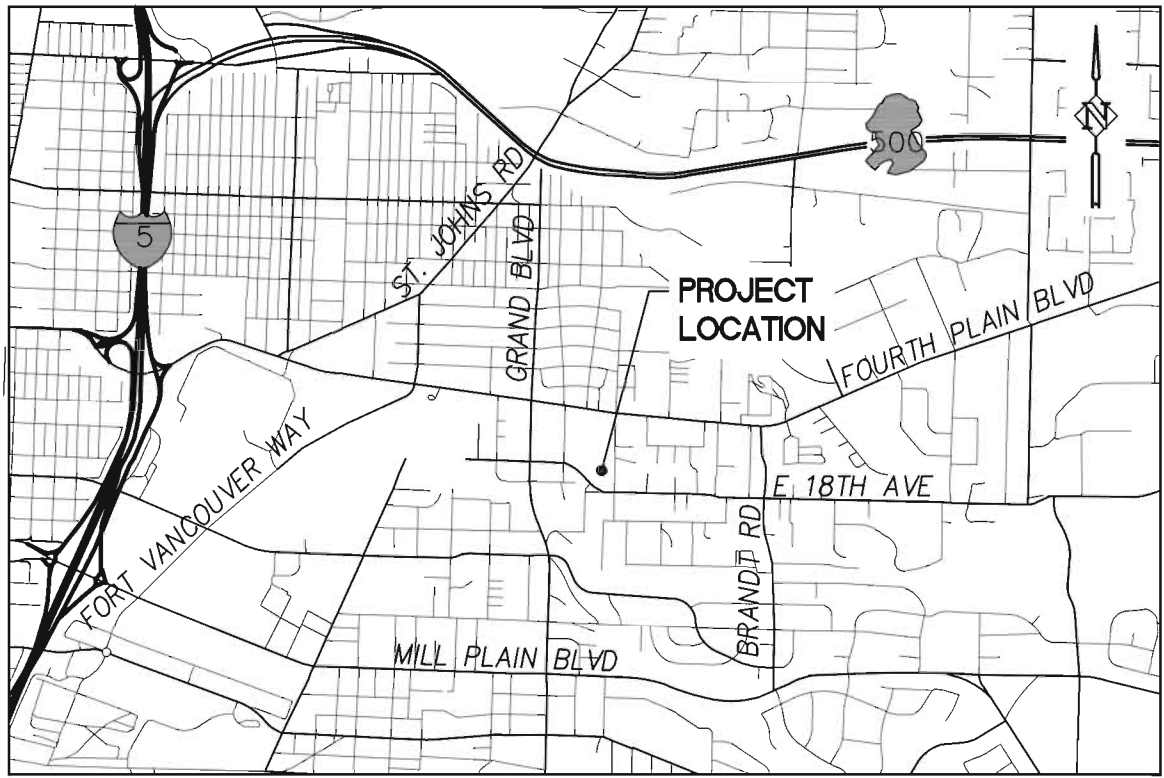 500
N
5
ST. JOHNS RD
GRAND BLVD
PROJECT
LOCATION
FOURTH PLAIN BLVD
FORT VANCOUVER WAY
E 18TH AVE
BRANDT RD
MILL PLAIN BLVD